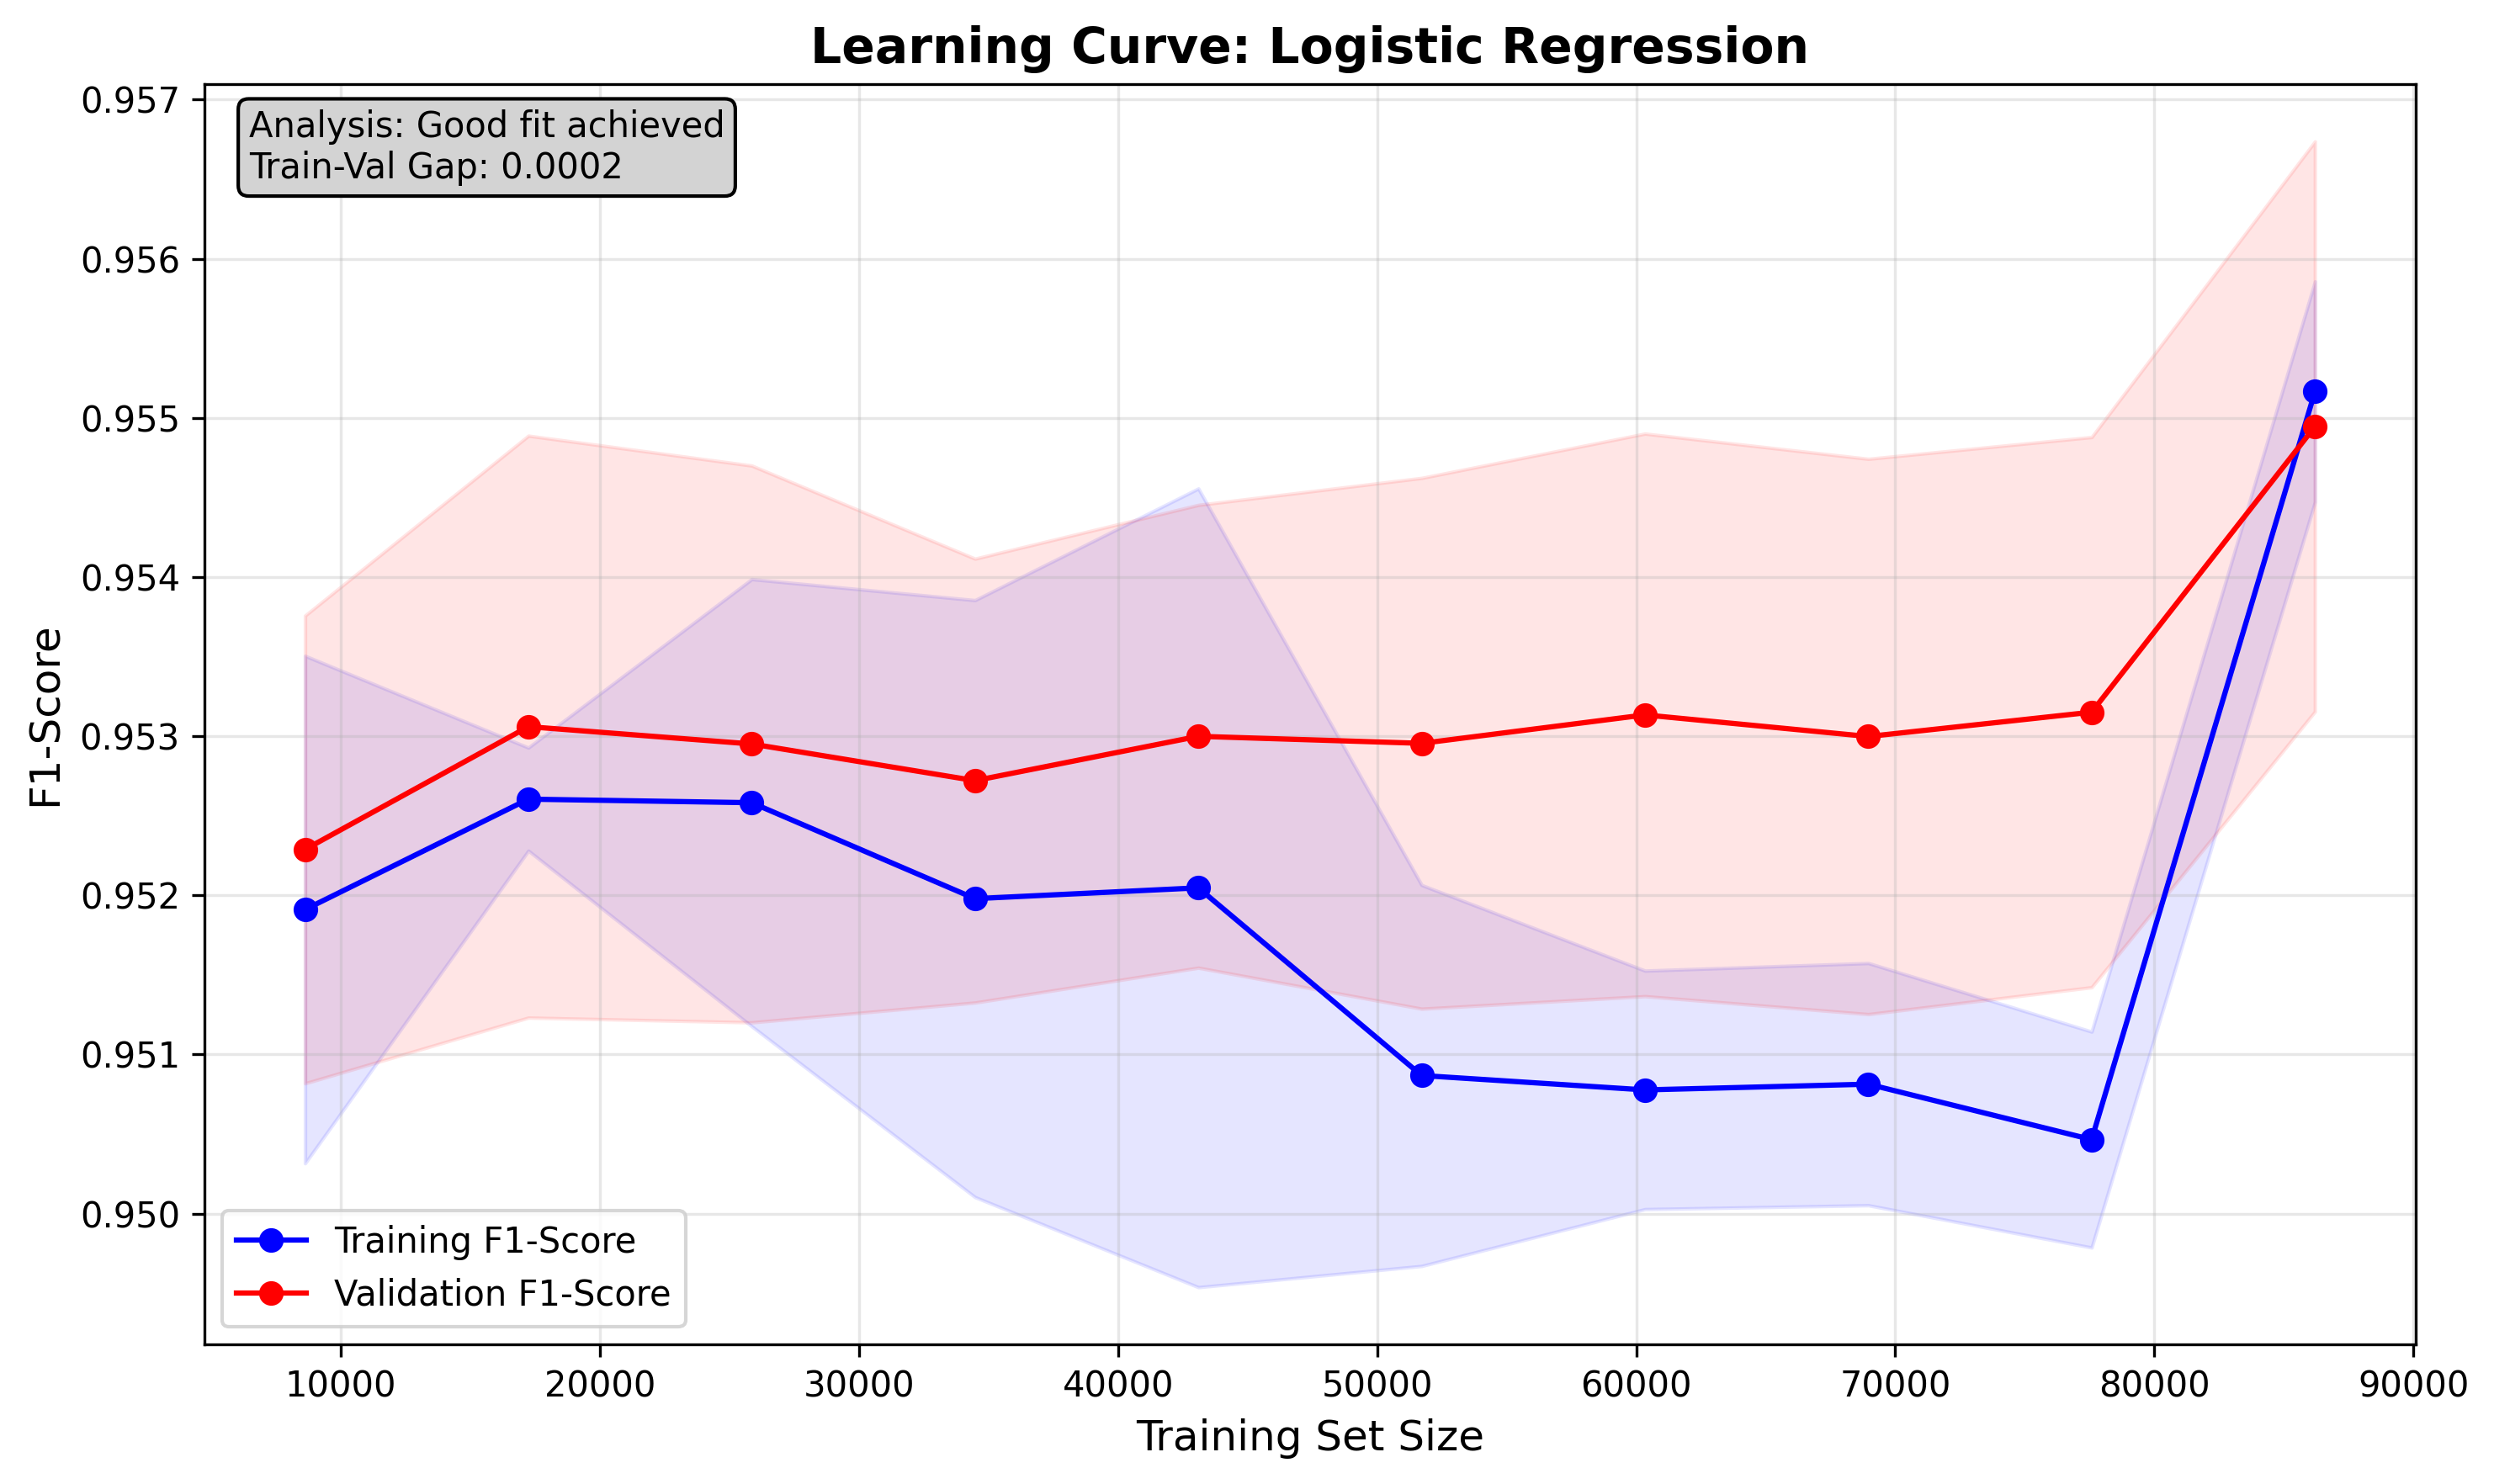 Learning Curve: Logistic Regression
Analysis: Good fit achieved
Train-Val Gap: 0.0002
0.957
0.956
0.955
0.954
0.953
0.952
0.951
0.950
F1-Score
Training F1-Score
Validation F1-Score
10000 20000 30000 40000 50000 60000 70000 80000 90000
Training Set Size